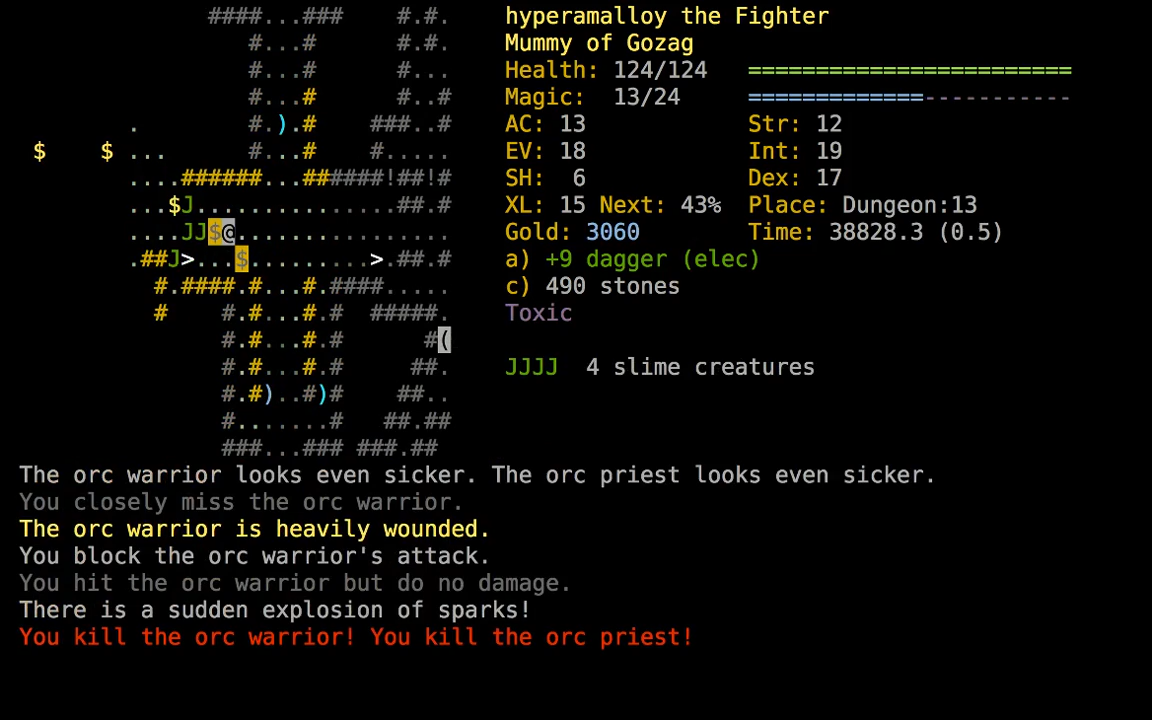 ####...### #.#. hyperamalloy the Fighter
#...# #.#. Mummy of Gozag
#...# #... Health: 124/124 ========================
#...# #..# Magic: 13/24 =============-----------
. #.).# ###..# AC: 13 Str: 12
$ $ ... #...# #..... EV: 18 Int: 19
....######...######!##!# SH: 6 Dex: 17
...$J...............##.# XL: 15 Next: 43% Place: Dungeon:13
....JJ$@................ Gold: 3060 Time: 38828.3 (0.5)
.##J>...$.........>.##.# a) +9 dagger (elec)
#.####.#...#.####..... c) 490 stones
# #.#...#.# #####. Toxic
#.#...#.# #(
#.#...#.# ##. JJJJ 4 slime creatures
#.#)..#)# ##..
#.......# ##.##
###...### ###.##
The orc warrior looks even sicker. The orc priest looks even sicker.
You closely miss the orc warrior.
The orc warrior is heavily wounded.
You block the orc warrior's attack.
You hit the orc warrior but do no damage.
There is a sudden explosion of sparks!
You kill the orc warrior! You kill the orc priest!